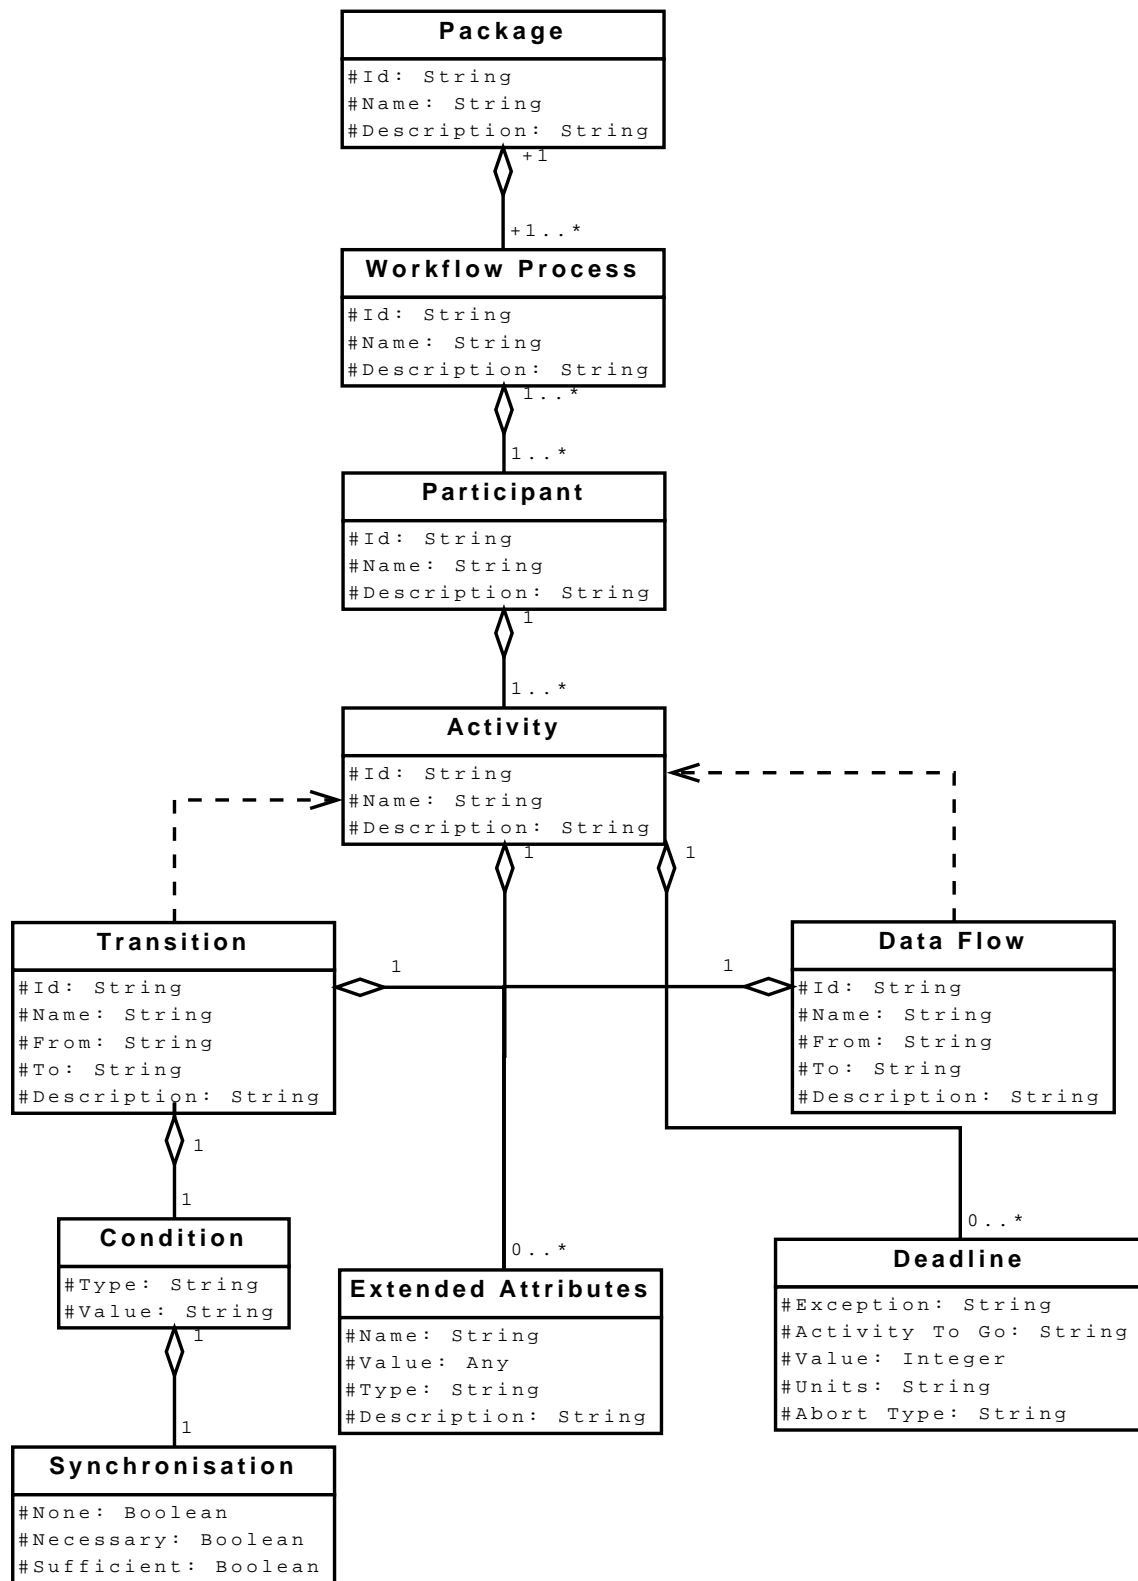 Package
#Id: String
#Name: String
#Description: String
+1
+1..*
Workflow Process
#Id: String
#Name: String
#Description: String
1..*
1..*
Participant
#Id: String
#Name: String
#Description: String
1
1..*
Activity
#Id: String
#Name: String
#Description: String
1
1
Transition
#Id: String
#Name: String
#From: String
#To: String
#Description: String
1
1
Data Flow
#Id: String
#Name: String
#From: String
#To: String
#Description: String
1
1
Condition
#Type: String
#Value: String
1
1
0..*
Extended Attributes
#Name: String
#Value: Any
#Type: String
#Description: String
0..*
Deadline
#Exception: String
#Activity To Go: String
#Value: Integer
#Units: String
#Abort Type: String
Synchronisation
#None: Boolean
#Necessary: Boolean
#Sufficient: Boolean